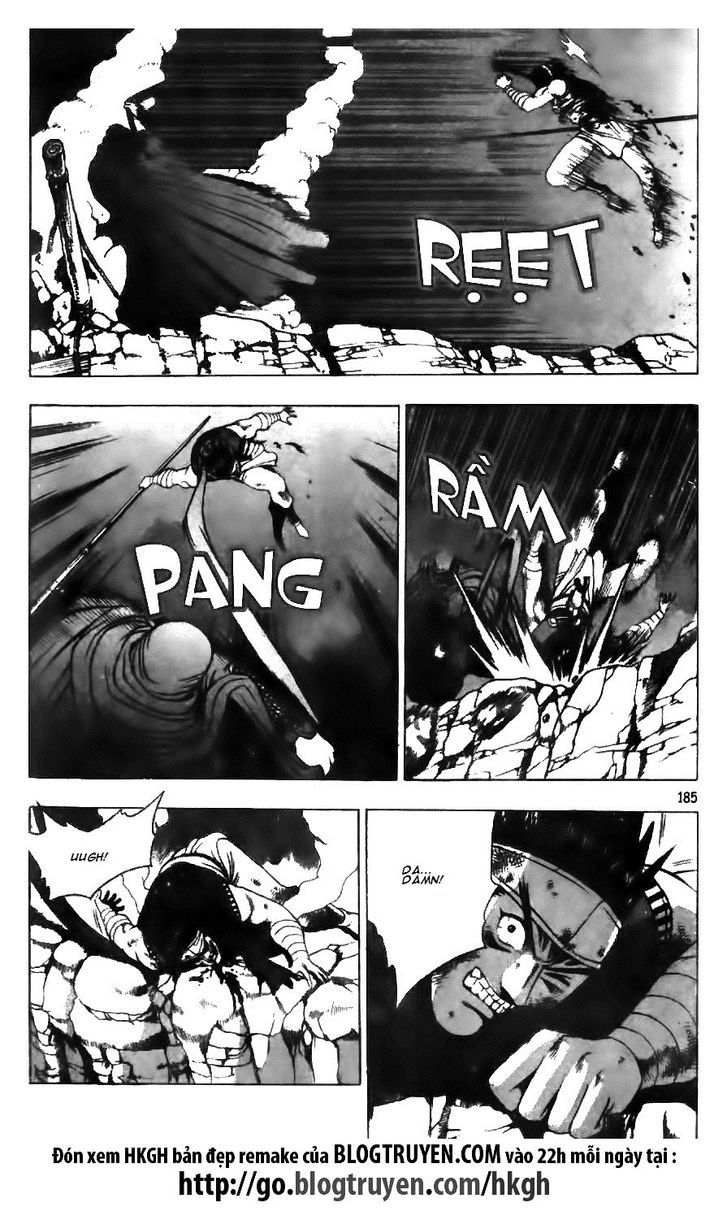 RẸẸT
PANG
RẦM
185
UUGH!
DA...
DAMN!
Đón xem HKGH bản đẹp remake của BLOGTRUYEN.COM vào 22h mỗi ngày tại :
http://go.blogtruyen.com/hkgh